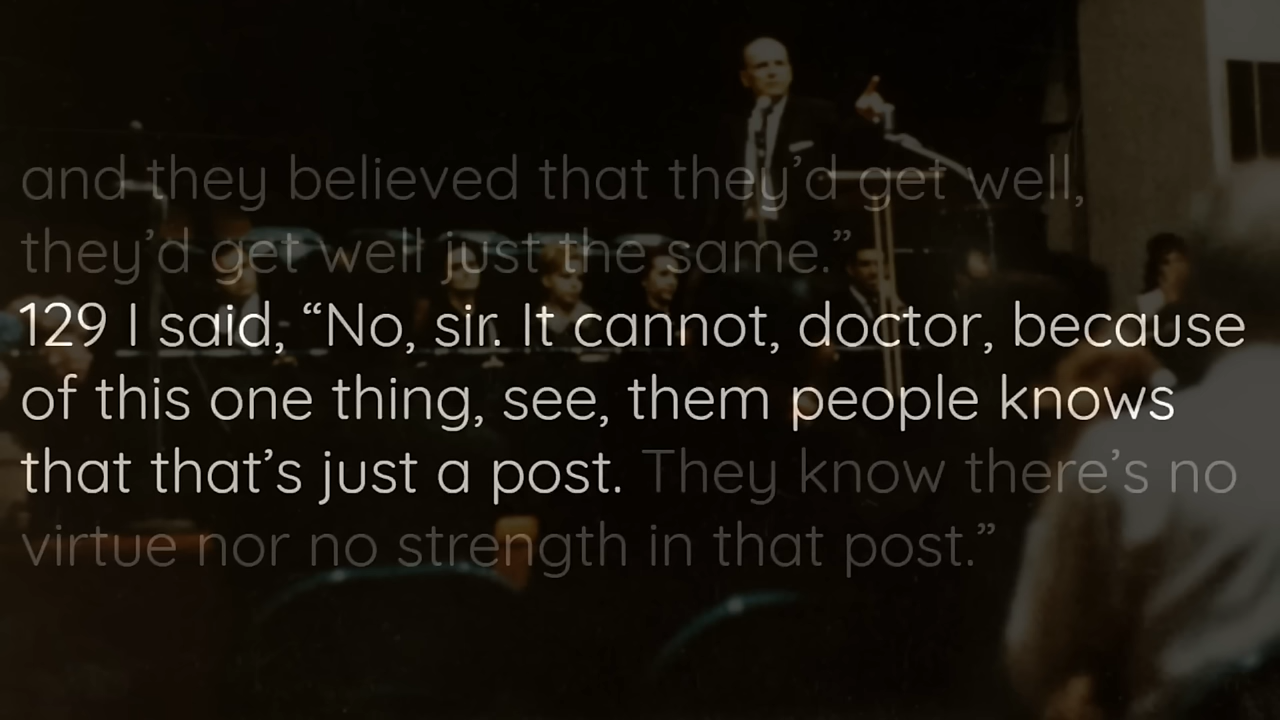 and they believed that they’d get well,
they’d get well just the same.”
129 I said, “No, sir. It cannot, doctor, because
of this one thing, see, them people knows
that that’s just a post. They know there’s no
virtue nor no strength in that post.”